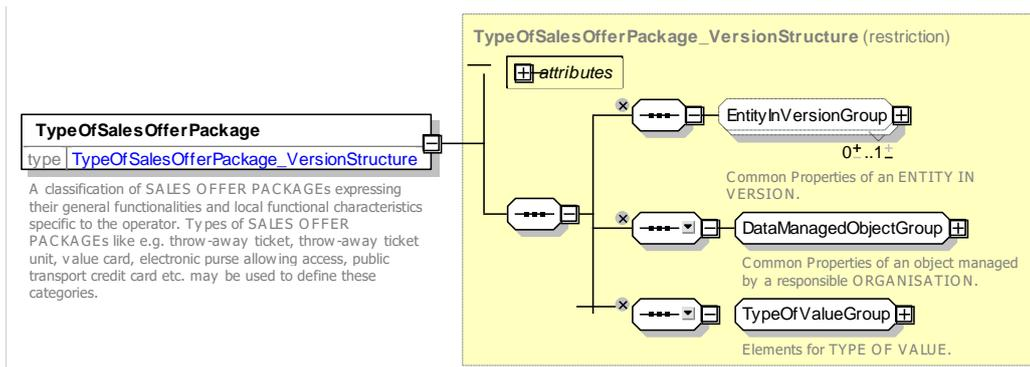 TypeOfSalesOfferPackage_VersionStructure (restriction)
attributes
TypeOfSalesOfferPackage
type TypeOfSalesOfferPackage_VersionStructure
A classification of SALES OFFER PACKAGEs expressing
their general functionalities and local functional characteristics
specific to the operator. Types of SALES OFFER
PACKAGEs like e.g. throw-away ticket, throw-away ticket
unit, value card, electronic purse allowing access, public
transport credit card etc. may be used to define these
categories.
EntityInVersionGroup
0..1
Common Properties of an ENTITY IN
VERSION.
DataManagedObjectGroup
Common Properties of an object managed
by a responsible ORGANISATION.
TypeOfValueGroup
Elements for TYPE OF VALUE.